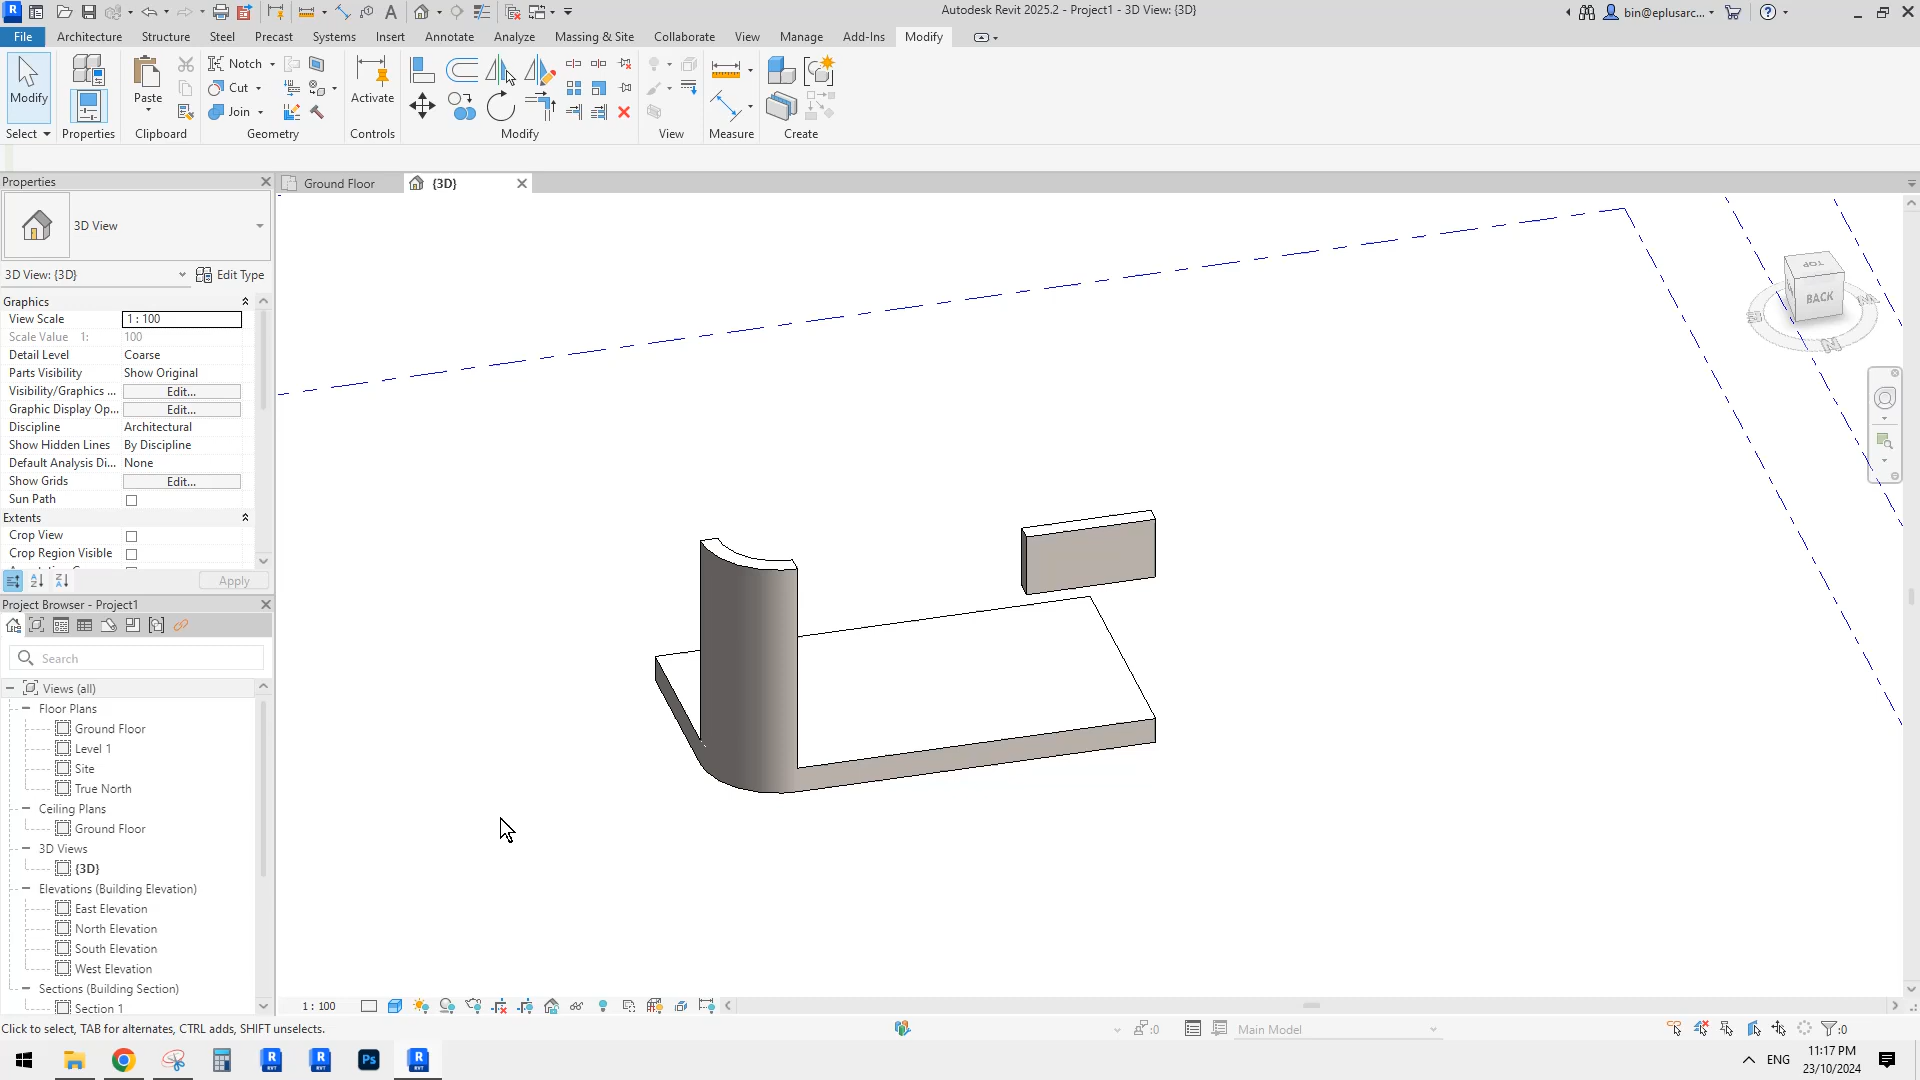 Autodesk Revit 2025.2 - Project1 - 3D View: {3D}
bin@eplusarc...
File Architecture Structure Steel Precast Systems Insert Annotate Analyze Massing & Site Collaborate View Manage Add-Ins Modify
Modify
Paste
Notch
Cut
Join
Activate
Select Properties Clipboard Geometry Controls Modify View Measure Create
Properties
Ground Floor
{3D}
3D View
3D View: {3D}
Edit Type
Graphics
View Scale 1 : 100
Scale Value 1: 100
Detail Level Coarse
Parts Visibility Show Original
Visibility/Graphics ... Edit...
Graphic Display Op... Edit...
Discipline Architectural
Show Hidden Lines By Discipline
Default Analysis Di... None
Show Grids Edit...
Sun Path
Extents
Crop View
Crop Region Visible
Apply
Project Browser - Project1
Search
Views (all)
Floor Plans
Ground Floor
Level 1
Site
True North
Ceiling Plans
Ground Floor
3D Views
{3D}
Elevations (Building Elevation)
East Elevation
North Elevation
South Elevation
West Elevation
Sections (Building Section)
Section 1
TOP
BACK
N
1 : 100
Click to select, TAB for alternates, CTRL adds, SHIFT unselects.
:0
Main Model
:0
ENG
11:17 PM
23/10/2024